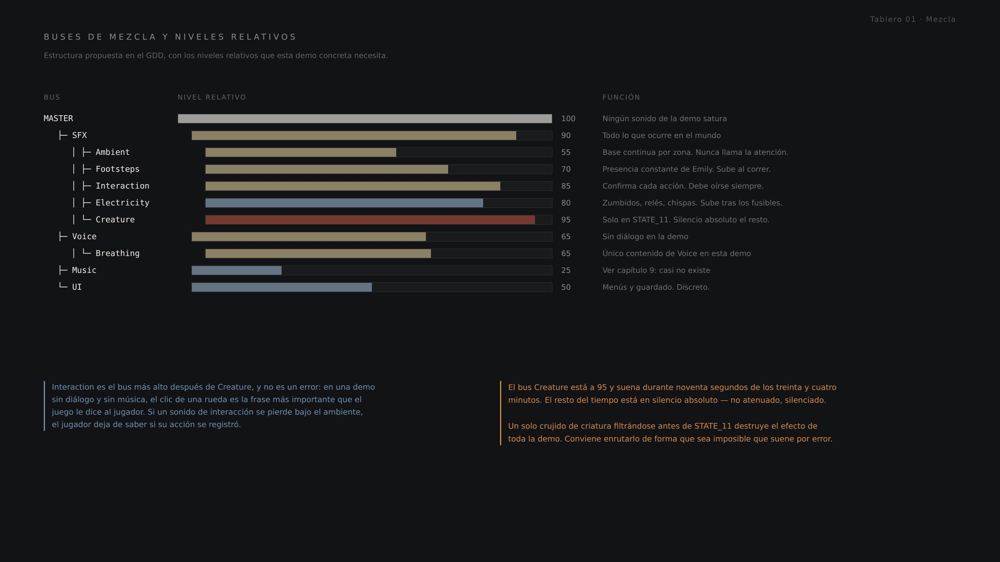 Tablero 01 · Mezcla
BUSES DE MEZCLA Y NIVELES RELATIVOS
Estructura propuesta en el GDD, con los niveles relativos que esta demo concreta necesita.
BUS NIVEL RELATIVO FUNCIÓN
MASTER 100 Ningún sonido de la demo satura
├─ SFX 90 Todo lo que ocurre en el mundo
│ ├─ Ambient 55 Base continua por zona. Nunca llama la atención.
│ ├─ Footsteps 70 Presencia constante de Emily. Sube al correr.
│ ├─ Interaction 85 Confirma cada acción. Debe oírse siempre.
│ ├─ Electricity 80 Zumbidos, relés, chispas. Sube tras los fusibles.
│ └─ Creature 95 Solo en STATE_11. Silencio absoluto el resto.
├─ Voice 65 Sin diálogo en la demo
│ └─ Breathing 65 Único contenido de Voice en esta demo
├─ Music 25 Ver capítulo 9: casi no existe
└─ UI 50 Menús y guardado. Discreto.
Interaction es el bus más alto después de Creature, y no es un error: en una demo
sin diálogo y sin música, el clic de una rueda es la frase más importante que el
juego le dice al jugador. Si un sonido de interacción se pierde bajo el ambiente,
el jugador deja de saber si su acción se registró.
El bus Creature está a 95 y suena durante noventa segundos de los treinta y cuatro
minutos. El resto del tiempo está en silencio absoluto — no atenuado, silenciado.
Un solo crujido de criatura filtrándose antes de STATE_11 destruye el efecto de
toda la demo. Conviene enrutarlo de forma que sea imposible que suene por error.